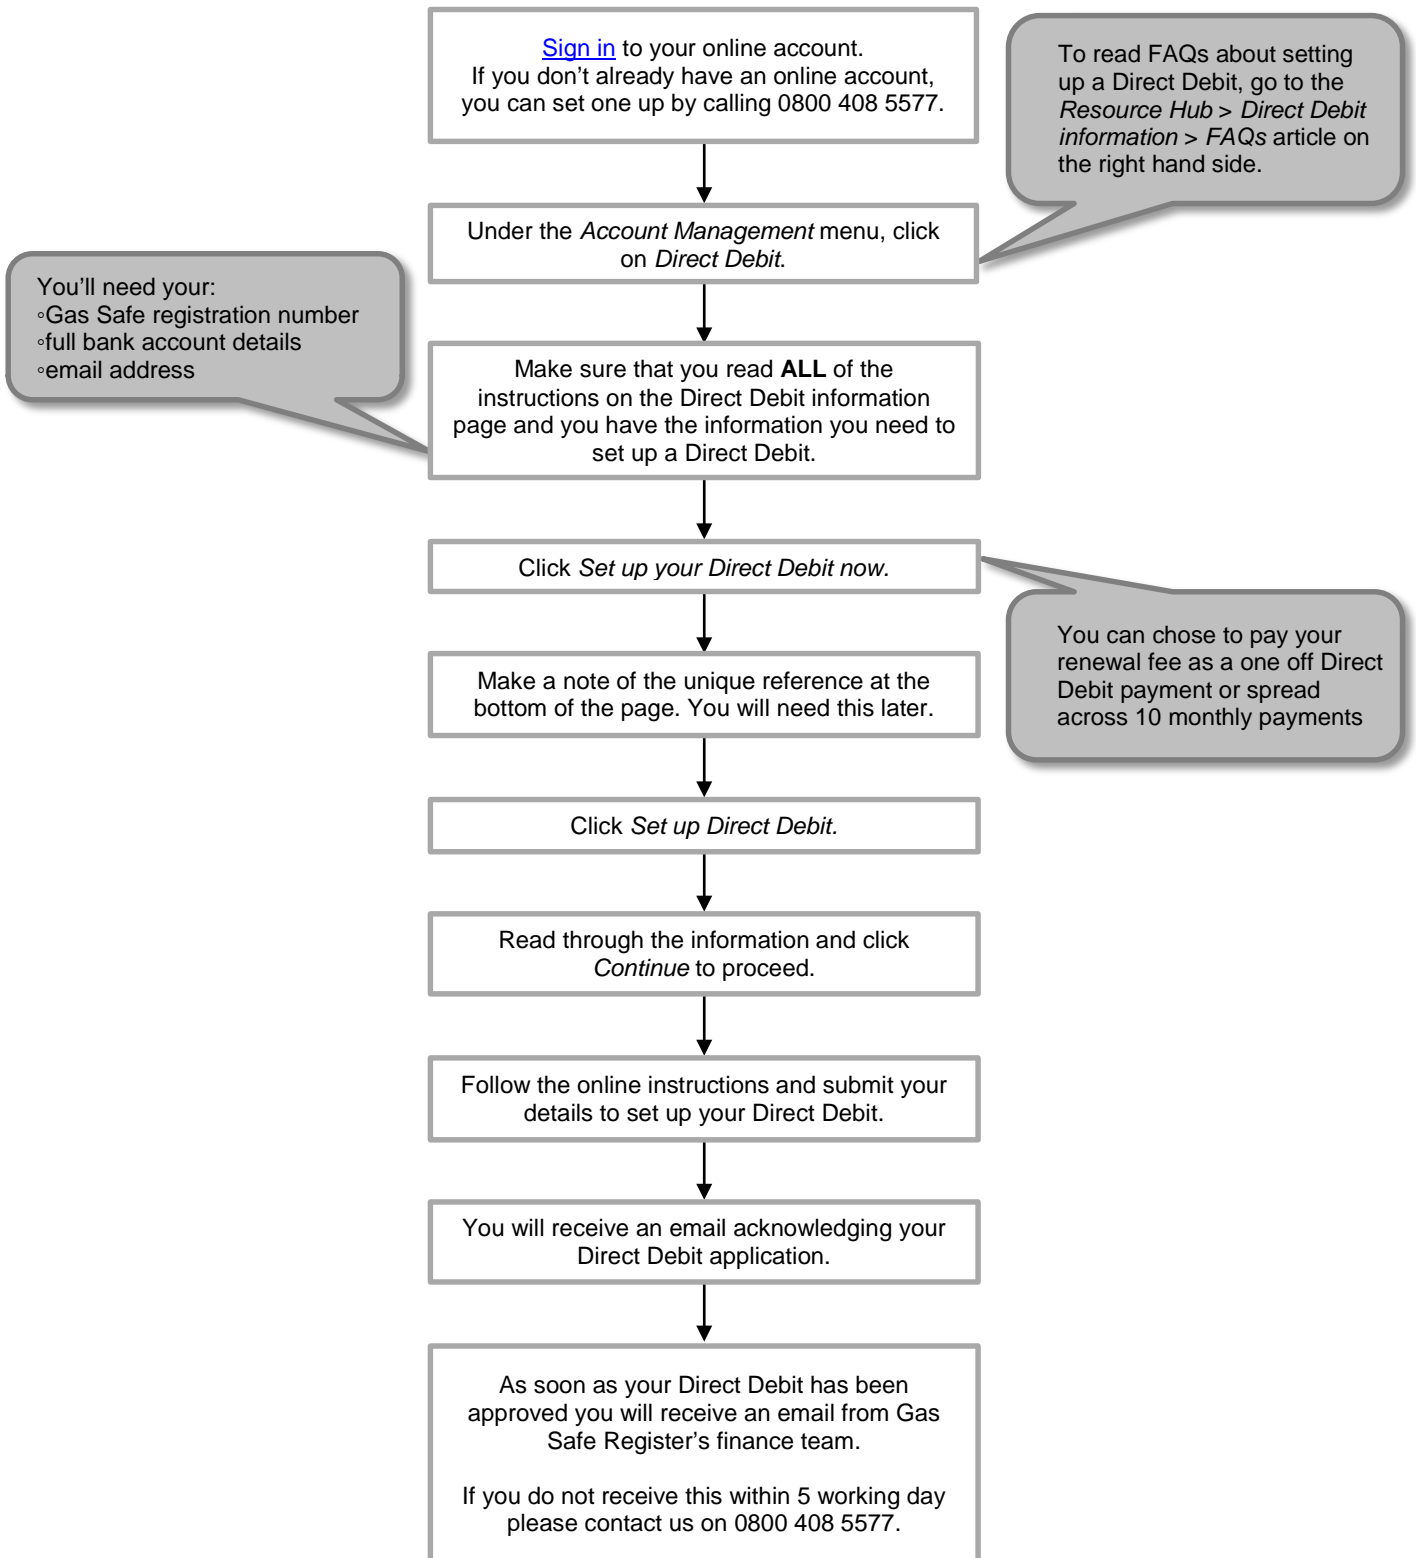 Sign in to your online account.
If you don't already have an online account,
you can set one up by calling 0800 408 5577.
To read FAQs about setting
up a Direct Debit, go to the
Resource Hub > Direct Debit
information > FAQs article on
the right hand side.
Under the Account Management menu, click
on Direct Debit.
You'll need your:
◦Gas Safe registration number
◦full bank account details
◦email address
Make sure that you read ALL of the
instructions on the Direct Debit information
page and you have the information you need to
set up a Direct Debit.
Click Set up your Direct Debit now.
You can chose to pay your
renewal fee as a one off Direct
Debit payment or spread
across 10 monthly payments
Make a note of the unique reference at the
bottom of the page. You will need this later.
Click Set up Direct Debit.
Read through the information and click
Continue to proceed.
Follow the online instructions and submit your
details to set up your Direct Debit.
You will receive an email acknowledging your
Direct Debit application.
As soon as your Direct Debit has been
approved you will receive an email from Gas
Safe Register's finance team.
If you do not receive this within 5 working day
please contact us on 0800 408 5577.